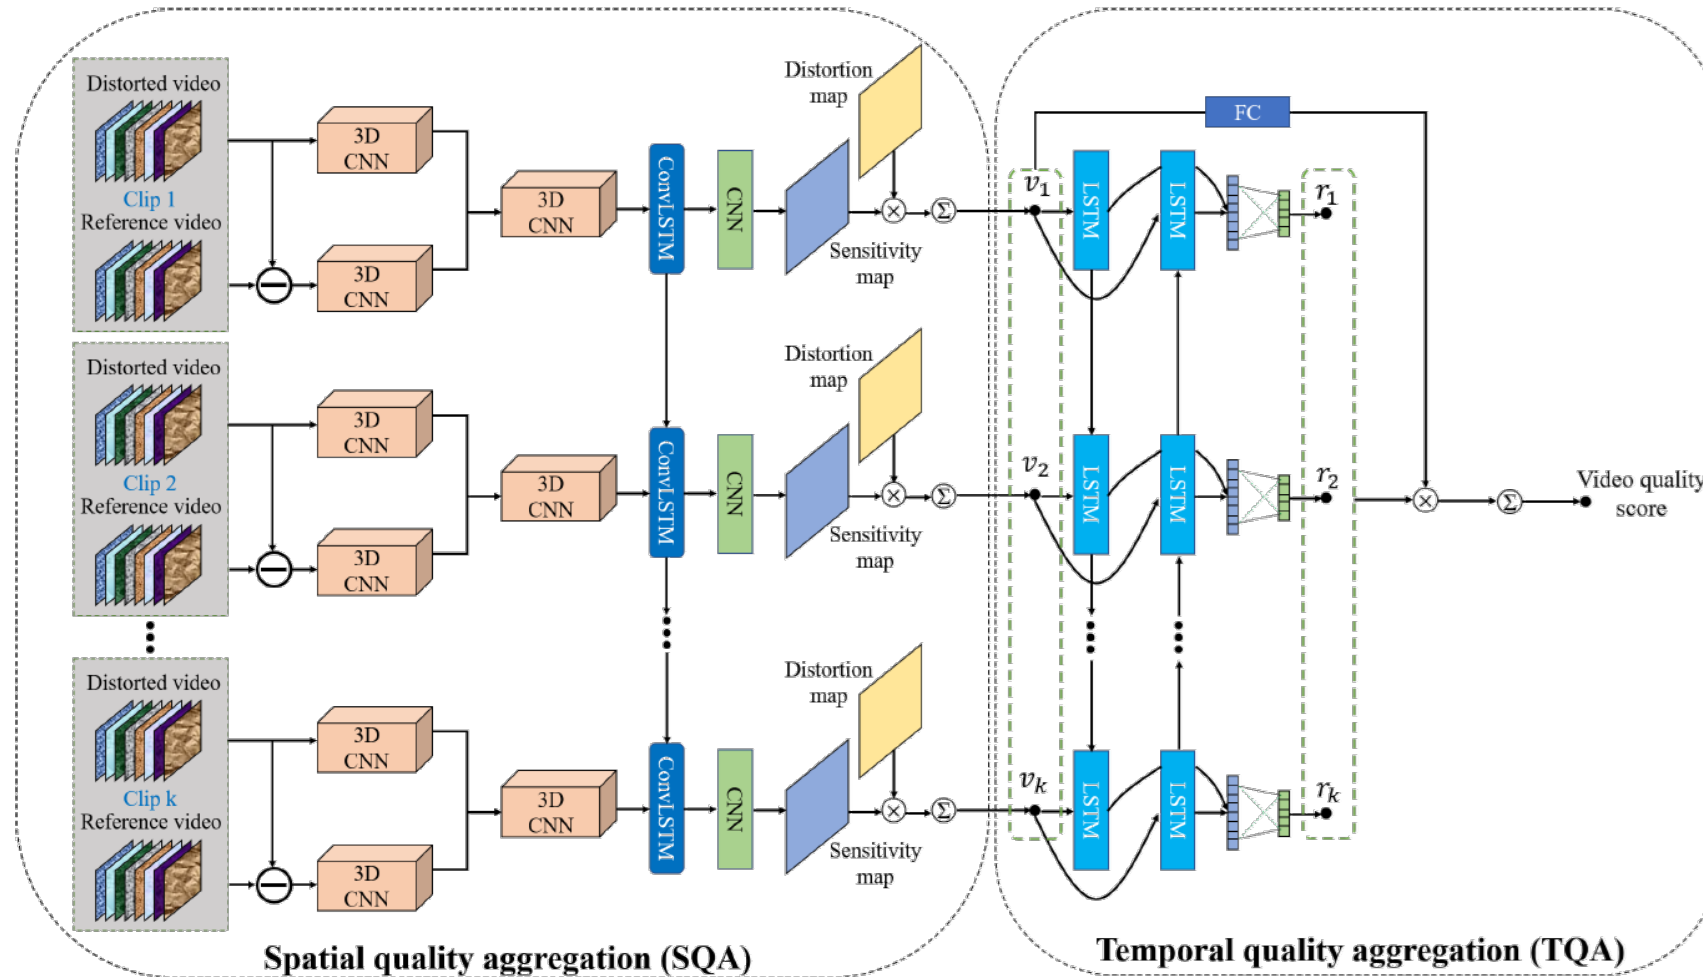 Distorted video
Clip 1
Reference video
3D
CNN
3D
CNN
3D
CNN
ConvLSTM
CNN
Distortion
map
Sensitivity
map
×
Σ
Distorted video
Clip 2
Reference video
3D
CNN
3D
CNN
3D
CNN
ConvLSTM
CNN
Distortion
map
Sensitivity
map
×
Σ
Distorted video
Clip k
Reference video
3D
CNN
3D
CNN
3D
CNN
ConvLSTM
CNN
Distortion
map
Sensitivity
map
×
Σ
Spatial quality aggregation (SQA)
FC
v₁
LSTM
LSTM
r₁
v₂
LSTM
LSTM
r₂
vₖ
LSTM
LSTM
rₖ
×
Σ
Video quality
score
Temporal quality aggregation (TQA)